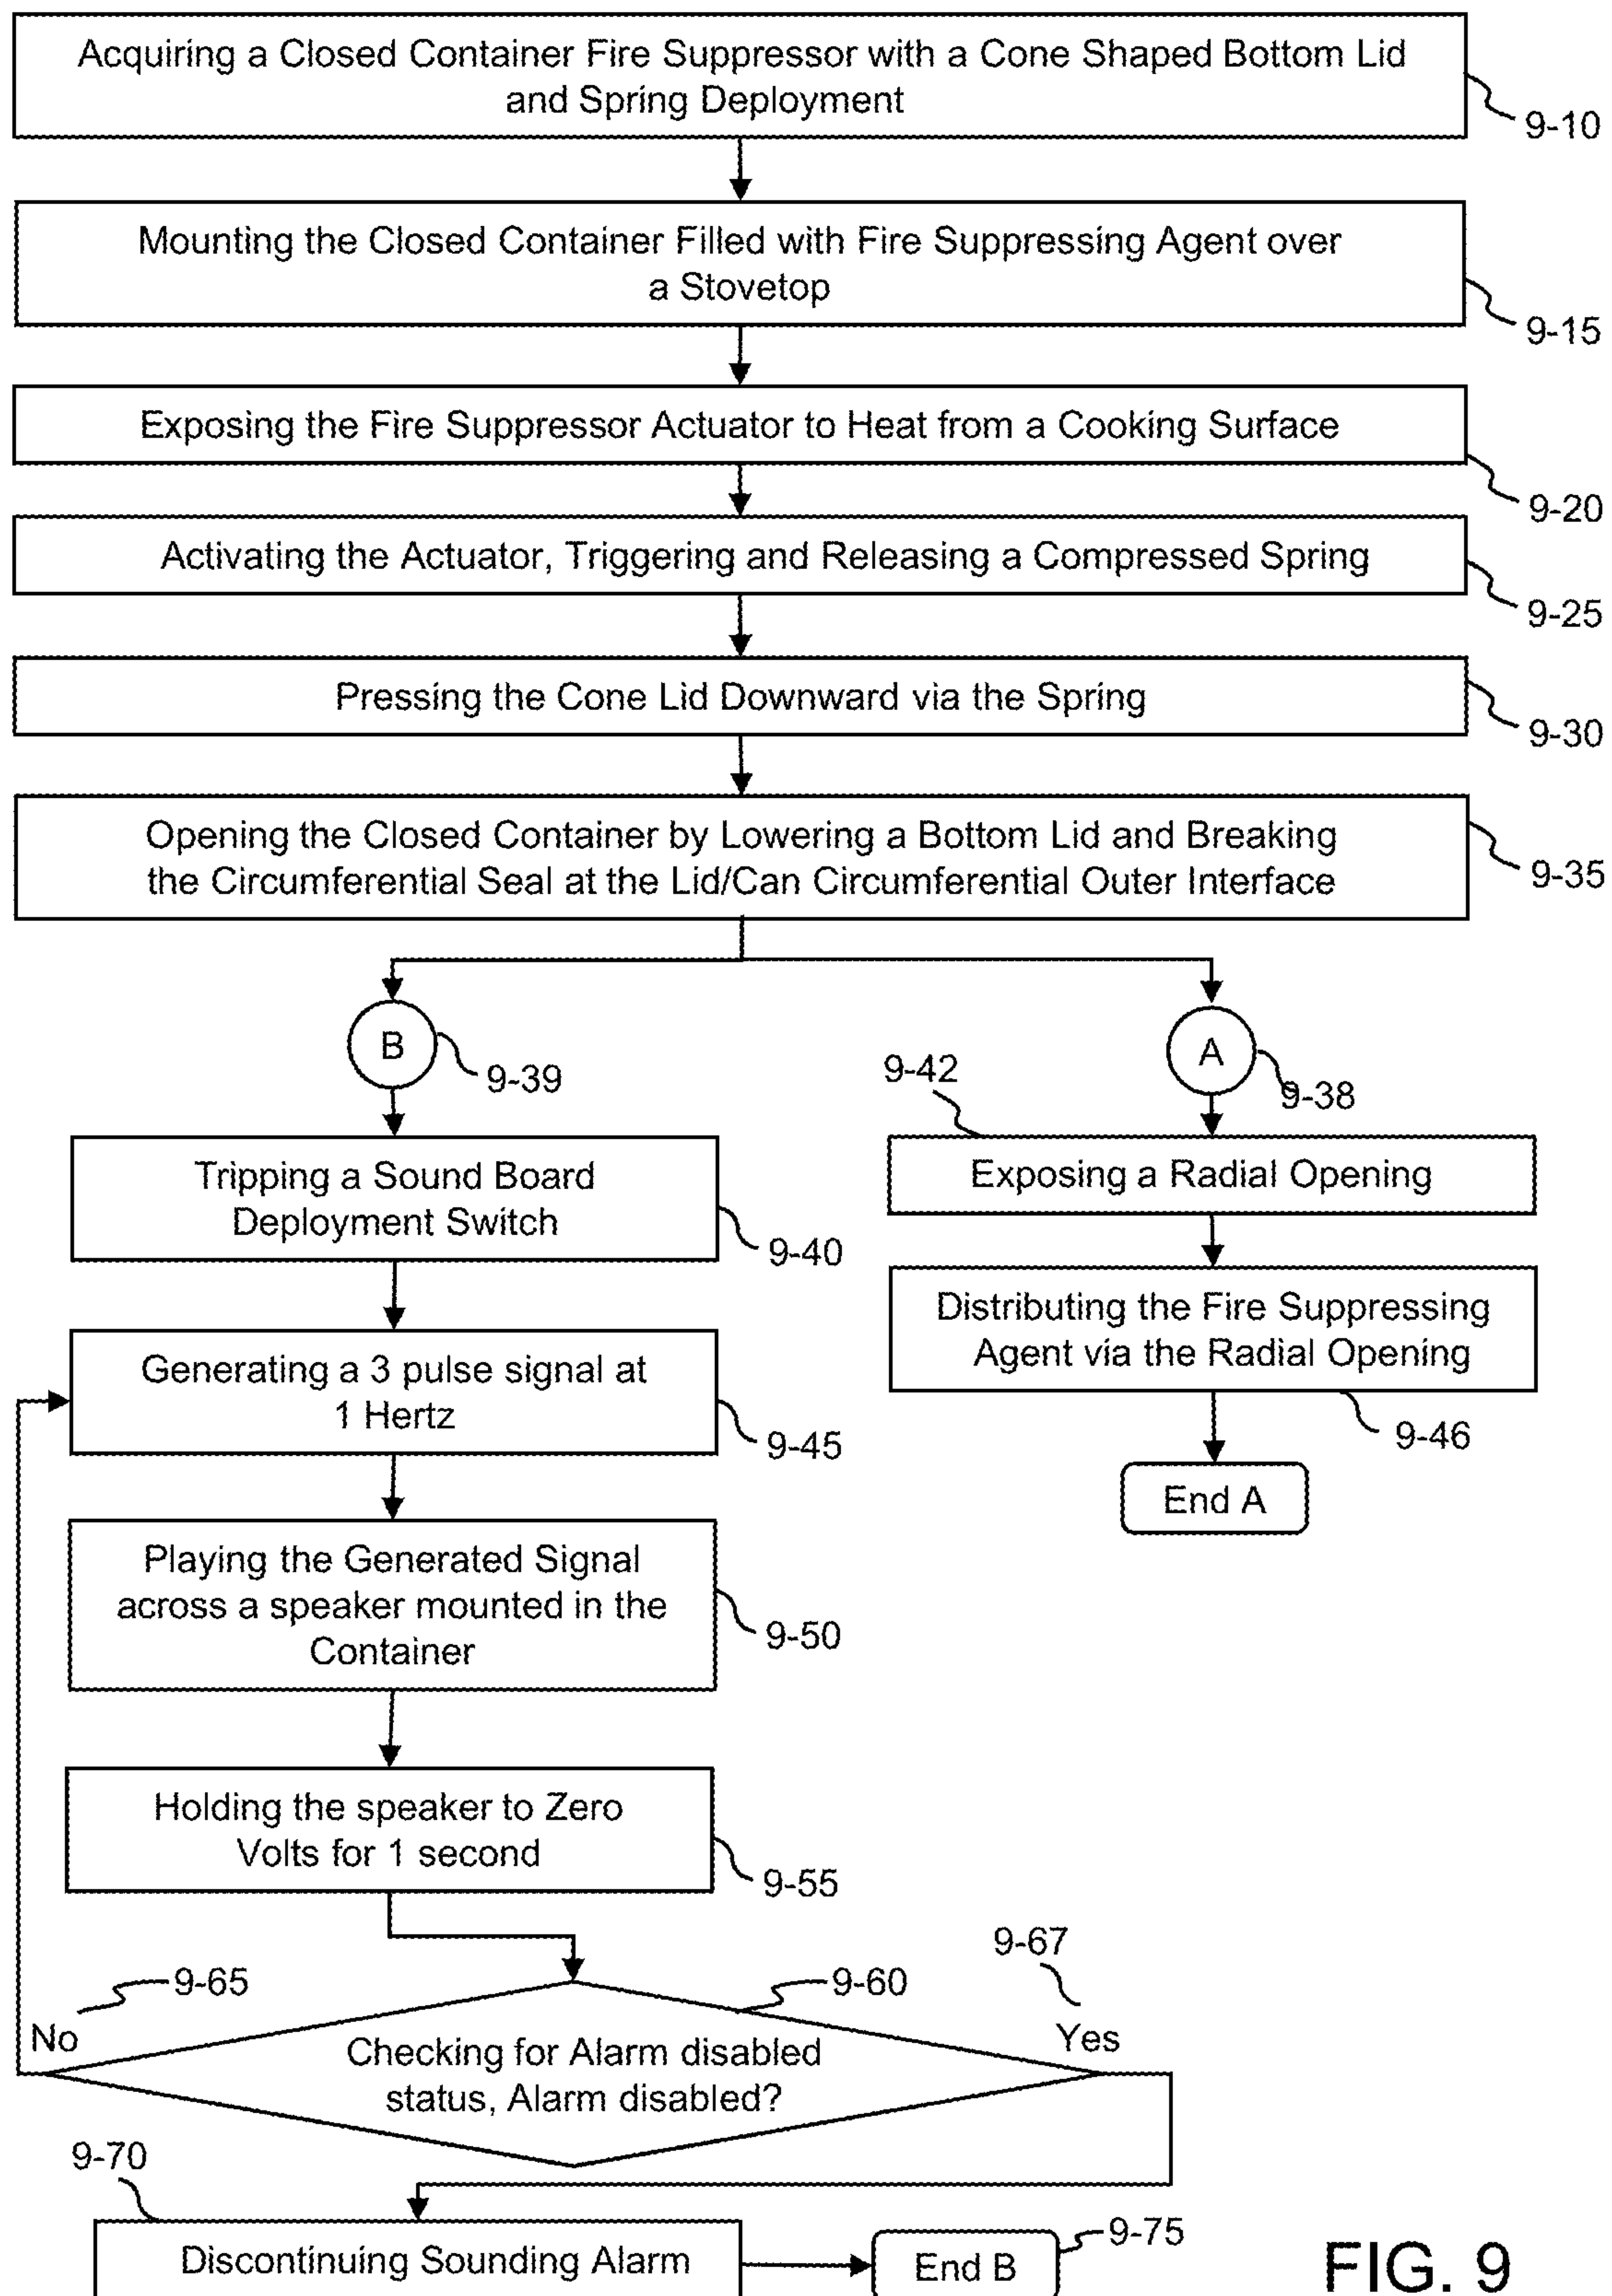 Acquiring a Closed Container Fire Suppressor with a Cone Shaped Bottom Lid
and Spring Deployment
9-10
Mounting the Closed Container Filled with Fire Suppressing Agent over
a Stovetop
9-15
Exposing the Fire Suppressor Actuator to Heat from a Cooking Surface
9-20
Activating the Actuator, Triggering and Releasing a Compressed Spring
9-25
Pressing the Cone Lid Downward via the Spring
9-30
Opening the Closed Container by Lowering a Bottom Lid and Breaking
the Circumferential Seal at the Lid/Can Circumferential Outer Interface
9-35
B
9-39
A
9-38
9-42
Tripping a Sound Board
Deployment Switch
9-40
Exposing a Radial Opening
Generating a 3 pulse signal at
1 Hertz
9-45
Distributing the Fire Suppressing
Agent via the Radial Opening
9-46
End A
Playing the Generated Signal
across a speaker mounted in the
Container
9-50
Holding the speaker to Zero
Volts for 1 second
9-55
9-65
No
9-60
9-67
Yes
Checking for Alarm disabled
status, Alarm disabled?
9-70
Discontinuing Sounding Alarm
End B
9-75
FIG. 9